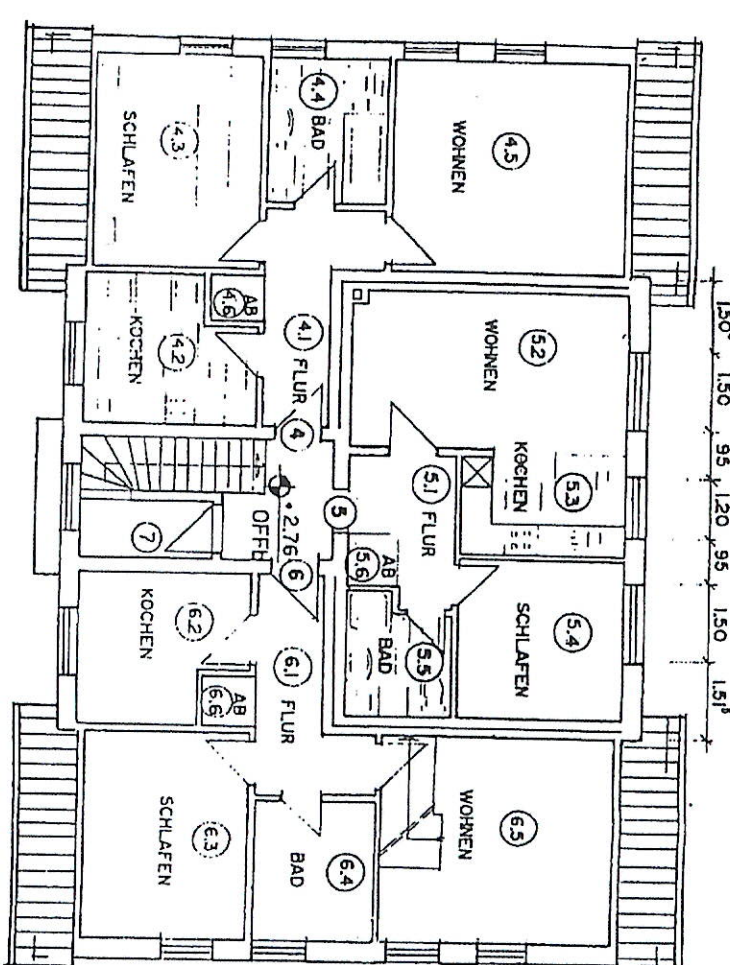 4.3
SCHLAFEN
4.4
BAD
4.5
WOHNEN
4.6
AB
4.2
KOCHEN
4.1
FLUR
4
5.2
WOHNEN
5.3
KOCHEN
5.1
FLUR
5
5.6
AB
5.5
BAD
5.4
SCHLAFEN
+2.76
6
7
6.2
KOCHEN
6.6
AB
6.1
FLUR
6.3
SCHLAFEN
6.4
BAD
6.5
WOHNEN
1.50⁵
1.50
95
1.20
95
1.50
1.51⁵